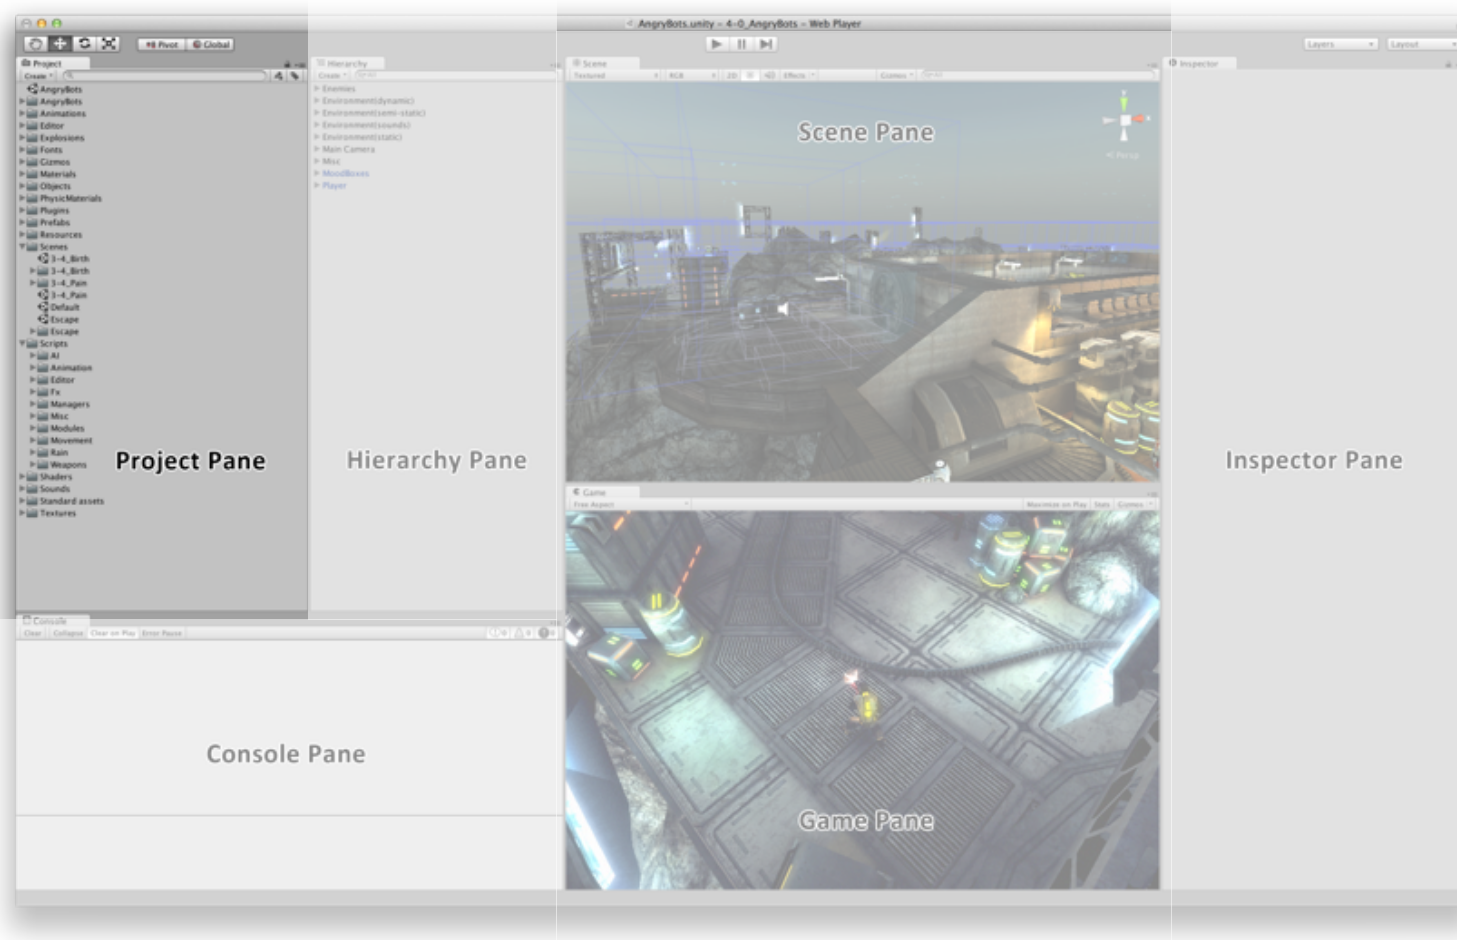 AngryBots.unity - 4-0_AngryBots - Web Player
Pivot Global
Layers Layout
Project
Create
AngryBots
AngryBots
Animations
Editor
Explosions
Fonts
Gizmos
Materials
Objects
PhysicMaterials
Plugins
Prefabs
Resources
Scenes
3-4_Birth
3-4_Birth
3-4_Pain
3-4_Pain
Default
Escape
Escape
Scripts
AI
Animation
Editor
Fx
Managers
Misc
Modules
Movement
Rain
Weapons
Shaders
Sounds
Standard assets
Textures
Project Pane
Hierarchy
Create
Enemies
Environment(dynamic)
Environment(semi-static)
Environment(sounds)
Environment(static)
Main Camera
Misc
MoodBoxes
Player
Hierarchy Pane
Scene
Textured RGB 2D Effects Gizmos
Scene Pane
Persp
Game
Free Aspect Maximize on Play Stats Gizmos
Game Pane
Inspector
Inspector Pane
Console
Clear Collapse Clear on Play Error Pause
Console Pane